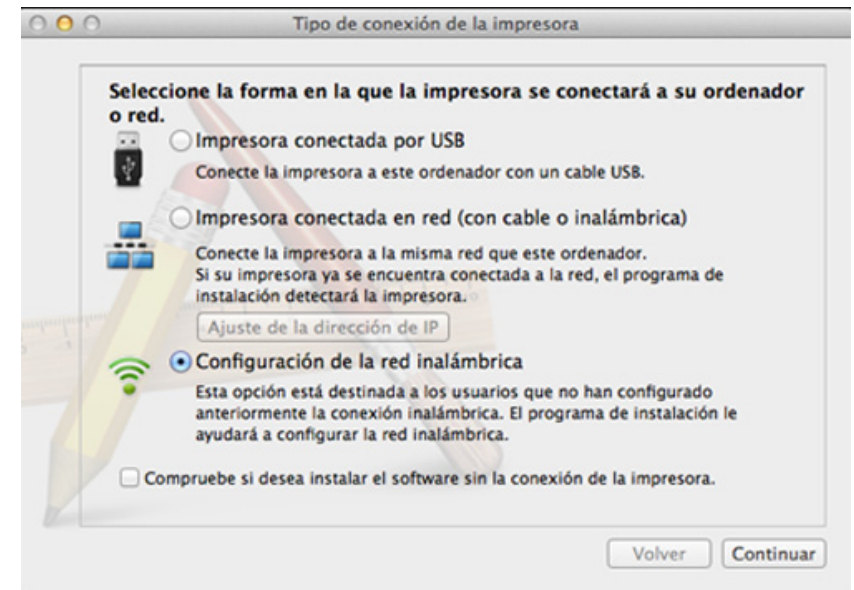 Tipo de conexión de la impresora
Seleccione la forma en la que la impresora se conectará a su ordenador
o red.
Impresora conectada por USB
Conecte la impresora a este ordenador con un cable USB.
Impresora conectada en red (con cable o inalámbrica)
Conecte la impresora a la misma red que este ordenador.
Si su impresora ya se encuentra conectada a la red, el programa de
instalación detectará la impresora.
Ajuste de la dirección de IP
Configuración de la red inalámbrica
Esta opción está destinada a los usuarios que no han configurado
anteriormente la conexión inalámbrica. El programa de instalación le
ayudará a configurar la red inalámbrica.
Compruebe si desea instalar el software sin la conexión de la impresora.
Volver
Continuar